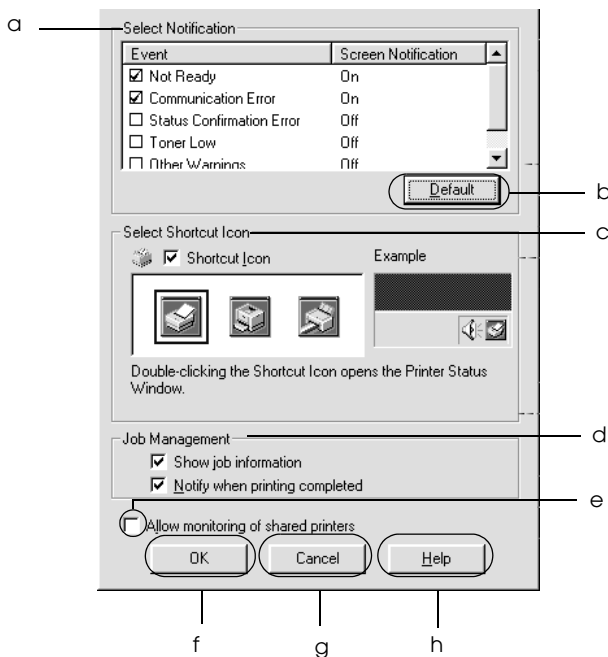 a
Select Notification
Event Screen Notification
Not Ready On
Communication Error On
Status Confirmation Error Off
Toner Low Off
Other Warnings Off
Default
b
Select Shortcut Icon
c
Shortcut Icon Example
Double-clicking the Shortcut Icon opens the Printer Status
Window.
Job Management
d
Show job information
Notify when printing completed
e
Allow monitoring of shared printers
OK Cancel Help
f g h